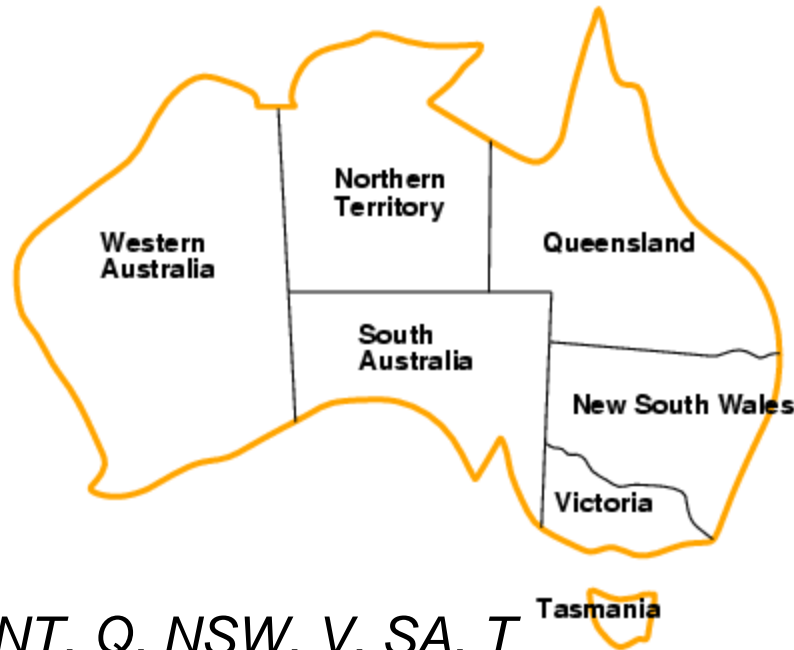 Northern
Territory
Western
Australia
Queensland
South
Australia
New South Wales
Victoria
Tasmania
NT, Q, NSW, V, SA, T